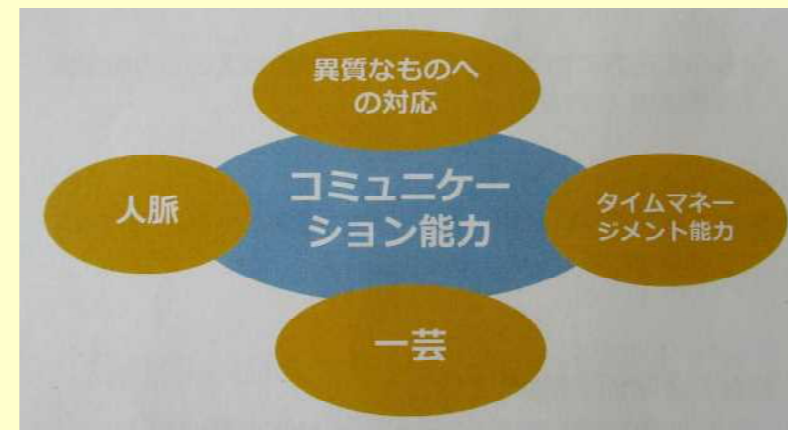 異質なものへ
の対応
人脈
コミュニケー
ション能力
タイムマネー
ジメント能力
一芸